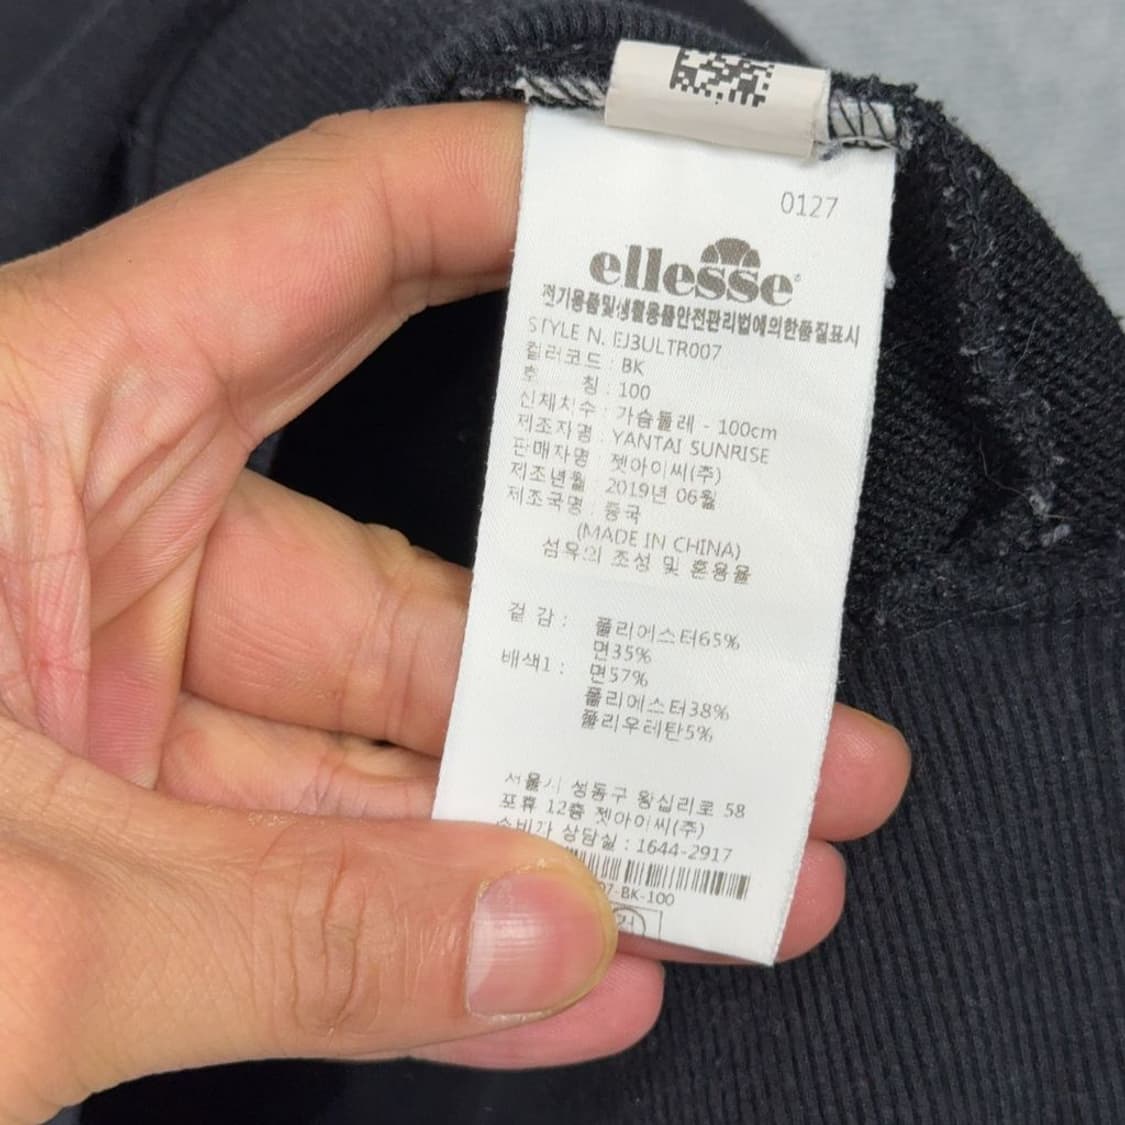 0127
ellesse
전기용품및생활용품안전관리법에의한품질표시
STYLE N. EJ3ULTR007
컬러코드 : BK
호 칭 : 100
신체치수 : 가슴둘레 - 100cm
제조자명 : YANTAI SUNRISE
판매자명 : 젯아이씨(주)
제조년월 : 2019년 06월
제조국명 : 중국
(MADE IN CHINA)
섬유의 조성 및 혼용율
겉 감 : 폴리에스터65%
면35%
배색1 : 면57%
폴리에스터38%
폴리우레탄5%
서울시 성동구 왕십리로 58
포휴 12층 젯아이씨(주)
소비자 상담실 : 1644-2917
07-BK-100